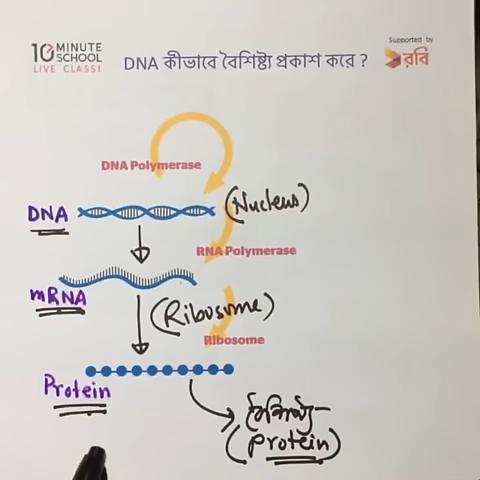 10 MINUTE SCHOOL
LIVE CLASS!
DNA কীভাবে বৈশিষ্ট্য প্রকাশ করে ?
Supported by
রবি
DNA Polymerase
DNA
(Nucleus)
RNA Polymerase
mRNA
(Ribosome)
Ribosome
Protein
বৈশিষ্ট্য-
(Protein)